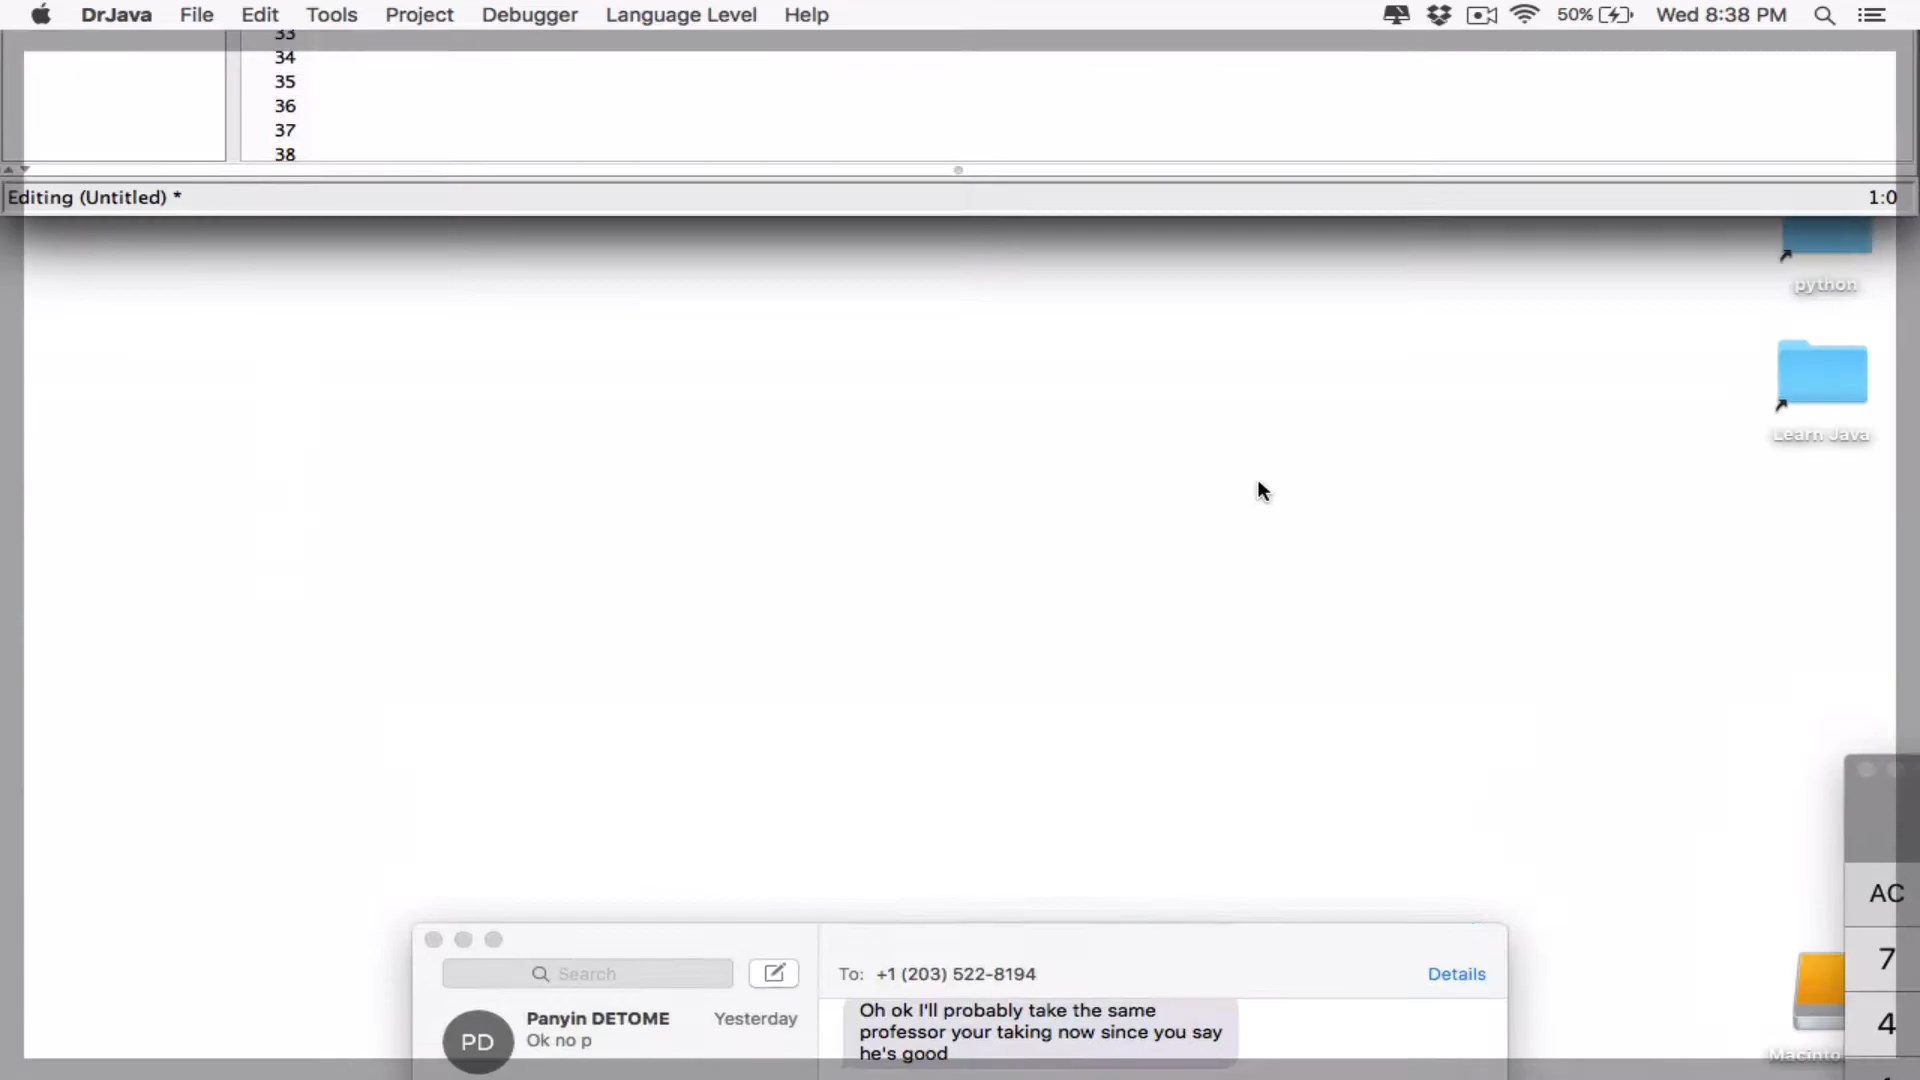 DrJava File Edit Tools Project Debugger Language Level Help 50% Wed 8:38 PM
33
34
35
36
37
38
Editing (Untitled) * 1:0
python
Learn Java
AC
7
4
Search
To: +1 (203) 522-8194 Details
Panyin DETOME Yesterday
Ok no p
PD
Oh ok I'll probably take the same
professor your taking now since you say
he's good
Macinto